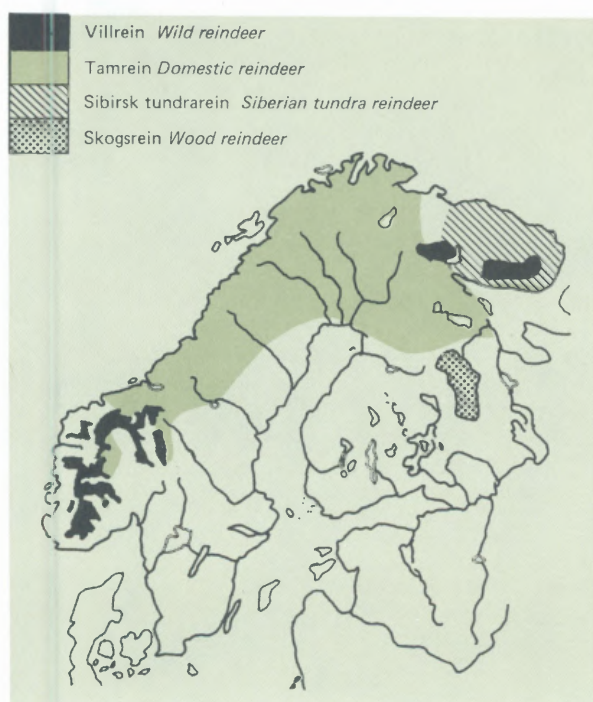 Villrein Wild reindeer
Tamrein Domestic reindeer
Sibirsk tundrarein Siberian tundra reindeer
Skogsrein Wood reindeer